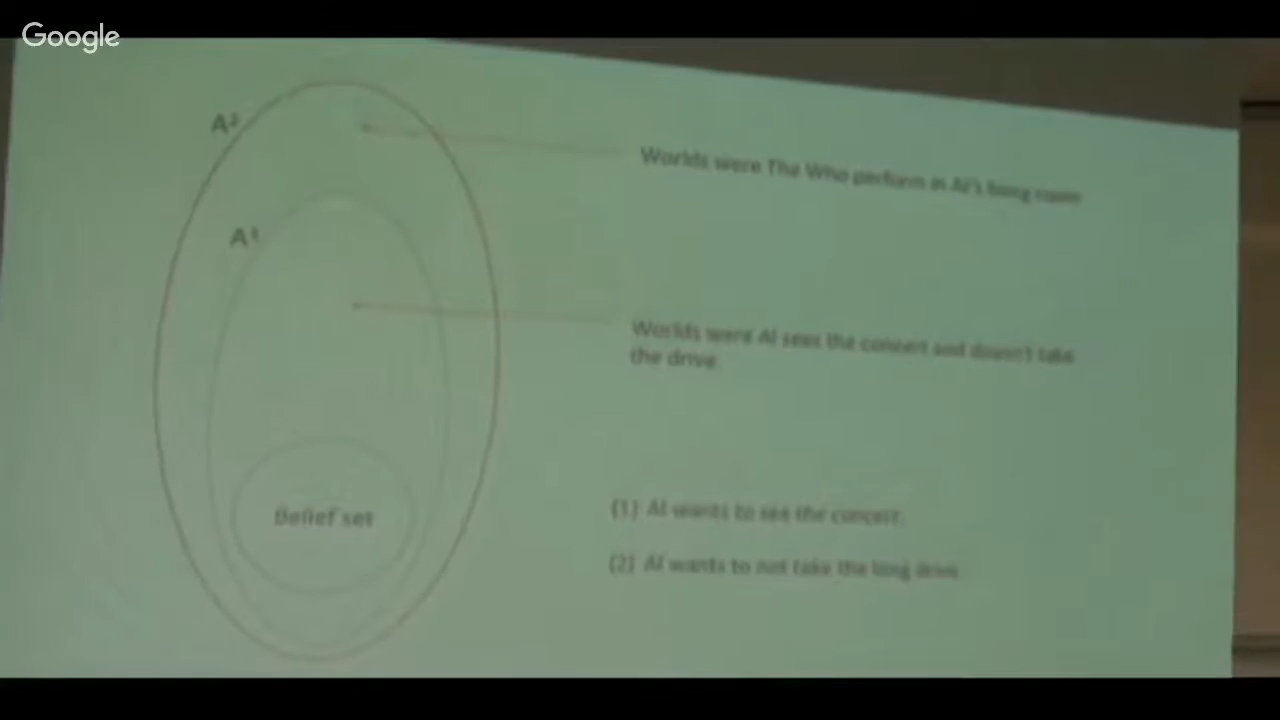 Google
A²
Worlds were The Who perform in Al's living room
A¹
Worlds were Al sees the concert and doesn't take
the drive.
Belief set
(1) Al wants to see the concert.
(2) Al wants to not take the long drive